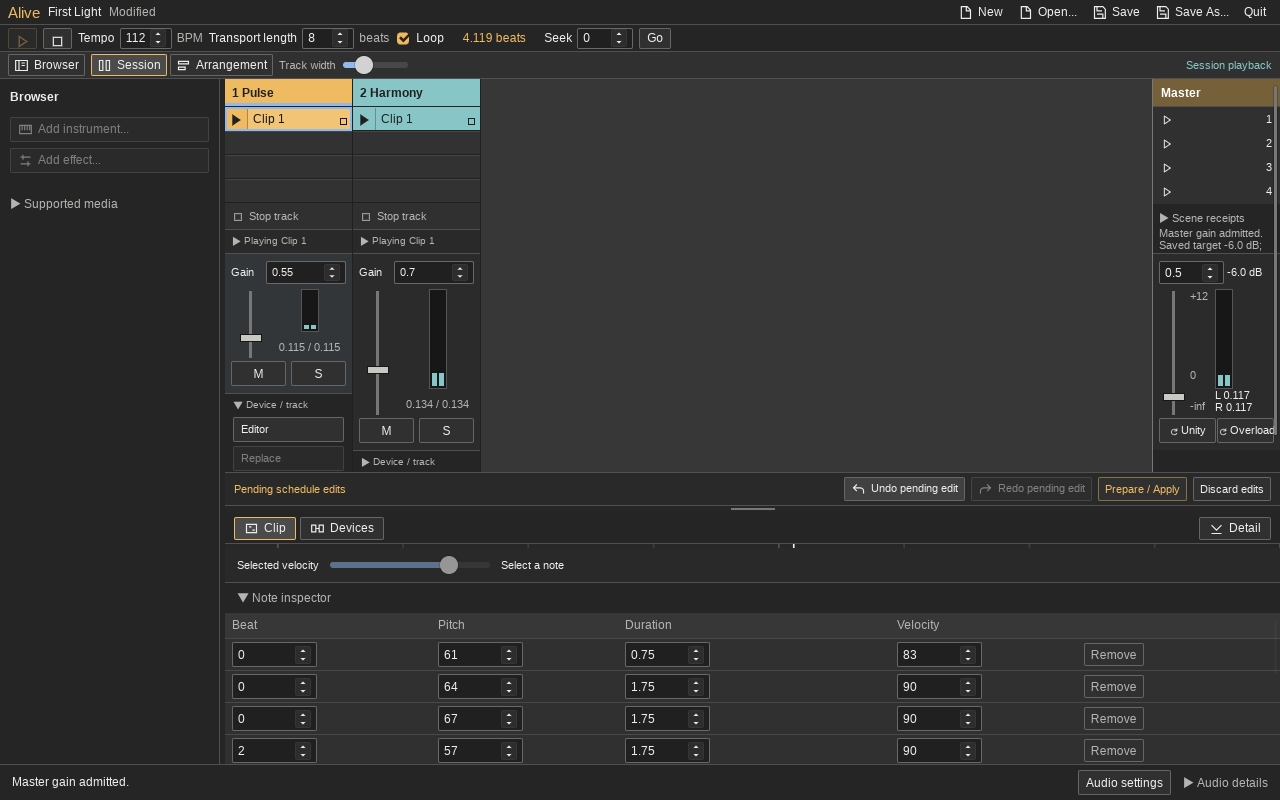 Alive First Light Modified New Open... Save Save As... Quit
Tempo 112 BPM Transport length 8 beats Loop 4.119 beats Seek 0 Go
Browser Session Arrangement Track width Session playback
Browser
Add instrument...
Add effect...
Supported media
1 Pulse 2 Harmony Master
Clip 1 Clip 1 1
2
3
4
Stop track Stop track Scene receipts
Playing Clip 1 Playing Clip 1 Master gain admitted.
Saved target -6.0 dB;
Gain 0.55 Gain 0.7 0.5 -6.0 dB
+12
0.115 / 0.115
0
M S L 0.117
0.134 / 0.134 -inf R 0.117
Device / track M S Unity Overload
Editor
Replace Device / track
Pending schedule edits Undo pending edit Redo pending edit Prepare / Apply Discard edits
Clip Devices Detail
Selected velocity Select a note
Note inspector
Beat Pitch Duration Velocity
0 61 0.75 83 Remove
0 64 1.75 90 Remove
0 67 1.75 90 Remove
2 57 1.75 90 Remove
Master gain admitted. Audio settings Audio details